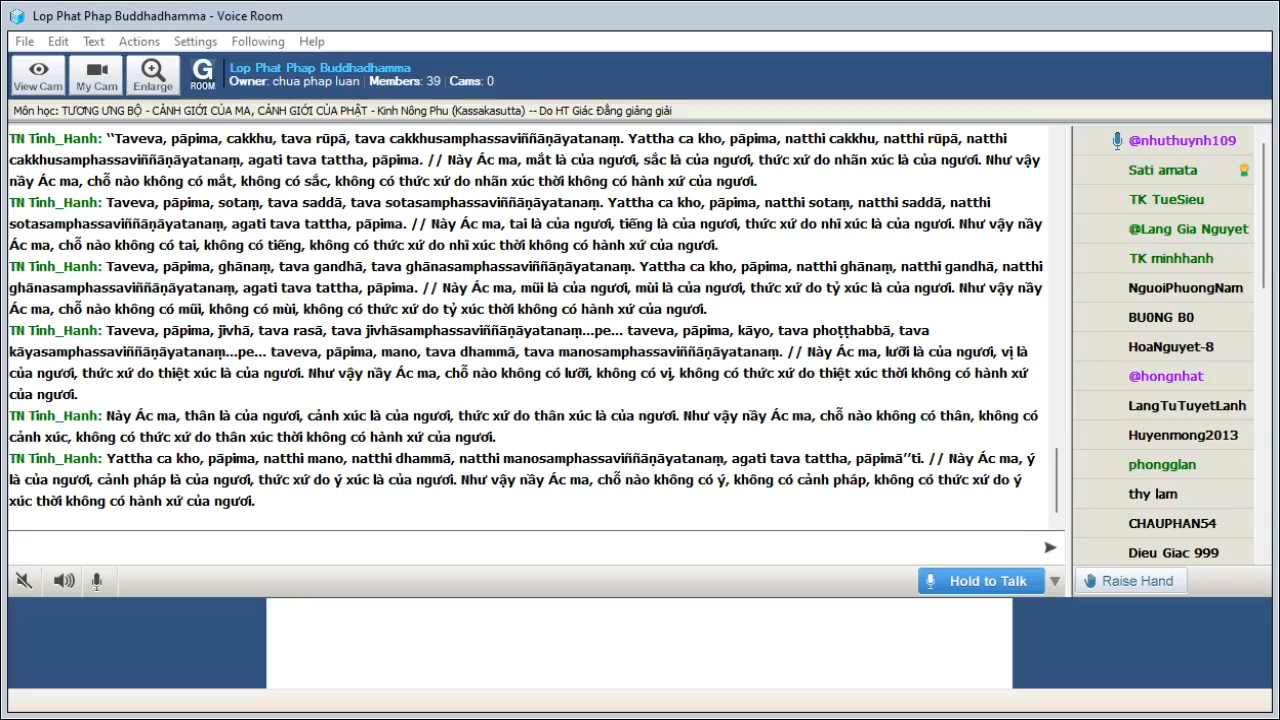 Lop Phat Phap Buddhadhamma - Voice Room
File Edit Text Actions Settings Following Help
View Cam My Cam Enlarge G ROOM
Lop Phat Phap Buddhadhamma
Owner: chua phap luan | Members: 39 | Cams: 0
Môn học: TƯƠNG ƯNG BỘ - CẢNH GIỚI CỦA MA, CẢNH GIỚI CỦA PHẬT - Kinh Nông Phu (Kassakasutta) -- Do HT Giác Đẳng giảng giải
TN Tinh_Hanh: ‘‘Taveva, pāpima, cakkhu, tava rūpā, tava cakkhusamphassaviññāṇāyatanaṃ. Yattha ca kho, pāpima, natthi cakkhu, natthi rūpā, natthi
cakkhusamphassaviññāṇāyatanaṃ, agati tava tattha, pāpima. // Này Ác ma, mắt là của ngươi, sắc là của ngươi, thức xứ do nhãn xúc là của ngươi. Như vậy
nầy Ác ma, chỗ nào không có mắt, không có sắc, không có thức xứ do nhãn xúc thời không có hành xứ của ngươi.
TN Tinh_Hanh: Taveva, pāpima, sotaṃ, tava saddā, tava sotasamphassaviññāṇāyatanaṃ. Yattha ca kho, pāpima, natthi sotaṃ, natthi saddā, natthi
sotasamphassaviññāṇāyatanaṃ, agati tava tattha, pāpima. // Này Ác ma, tai là của ngươi, tiếng là của ngươi, thức xứ do nhĩ xúc là của ngươi. Như vậy nầy
Ác ma, chỗ nào không có tai, không có tiếng, không có thức xứ do nhĩ xúc thời không có hành xứ của ngươi.
TN Tinh_Hanh: Taveva, pāpima, ghānaṃ, tava gandhā, tava ghānasamphassaviññāṇāyatanaṃ. Yattha ca kho, pāpima, natthi ghānaṃ, natthi gandhā, natthi
ghānasamphassaviññāṇāyatanaṃ, agati tava tattha, pāpima. // Này Ác ma, mũi là của ngươi, mùi là của ngươi, thức xứ do tỷ xúc là của ngươi. Như vậy nầy
Ác ma, chỗ nào không có mũi, không có mùi, không có thức xứ do tỷ xúc thời không có hành xứ của ngươi.
TN Tinh_Hanh: Taveva, pāpima, jivhā, tava rasā, tava jivhāsamphassaviññāṇāyatanaṃ...pe... taveva, pāpima, kāyo, tava phoṭṭhabbā, tava
kāyasamphassaviññāṇāyatanaṃ...pe... taveva, pāpima, mano, tava dhammā, tava manosamphassaviññāṇāyatanaṃ. // Này Ác ma, lưỡi là của ngươi, vị là
của ngươi, thức xứ do thiệt xúc là của ngươi. Như vậy nầy Ác ma, chỗ nào không có lưỡi, không có vị, không có thức xứ do thiệt xúc thời không có hành xứ
của ngươi.
TN Tinh_Hanh: Này Ác ma, thân là của ngươi, cảnh xúc là của ngươi, thức xứ do thân xúc là của ngươi. Như vậy nầy Ác ma, chỗ nào không có thân, không có
cảnh xúc, không có thức xứ do thân xúc thời không có hành xứ của ngươi.
TN Tinh_Hanh: Yattha ca kho, pāpima, natthi mano, natthi dhammā, natthi manosamphassaviññāṇāyatanaṃ, agati tava tattha, pāpimā’’ti. // Này Ác ma, ý
là của ngươi, cảnh pháp là của ngươi, thức xứ do ý xúc là của ngươi. Như vậy nầy Ác ma, chỗ nào không có ý, không có cảnh pháp, không có thức xứ do ý
xúc thời không có hành xứ của ngươi.
@nhuthuynh109
Sati amata
TK TueSieu
@Lang Gia Nguyet
TK minhhanh
NguoiPhuongNam
BU0NG B0
HoaNguyet-8
@hongnhat
LangTuTuyetLanh
Huyenmong2013
phongglan
thy lam
CHAUPHAN54
Dieu Giac 999
Hold to Talk
Raise Hand